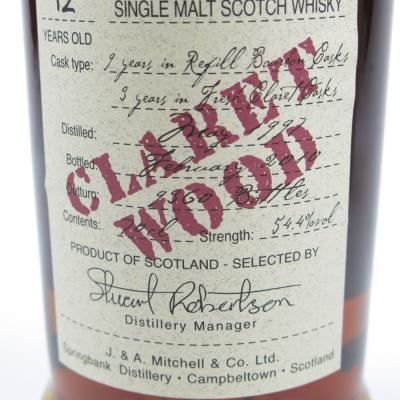 12
SINGLE MALT SCOTCH WHISKY
YEARS OLD
Cask type: 9 years in Refill Bourbon Casks
3 years in Fresh Claret Casks
Distilled: May 1997
Bottled: February 2010
Outturn: 9360 Bottles
Contents: 70cl Strength: 54.4%vol
CLARET
WOOD
PRODUCT OF SCOTLAND - SELECTED BY
Stuart Robertson
Distillery Manager
J. & A. Mitchell & Co. Ltd.
Springbank Distillery • Campbeltown • Scotland